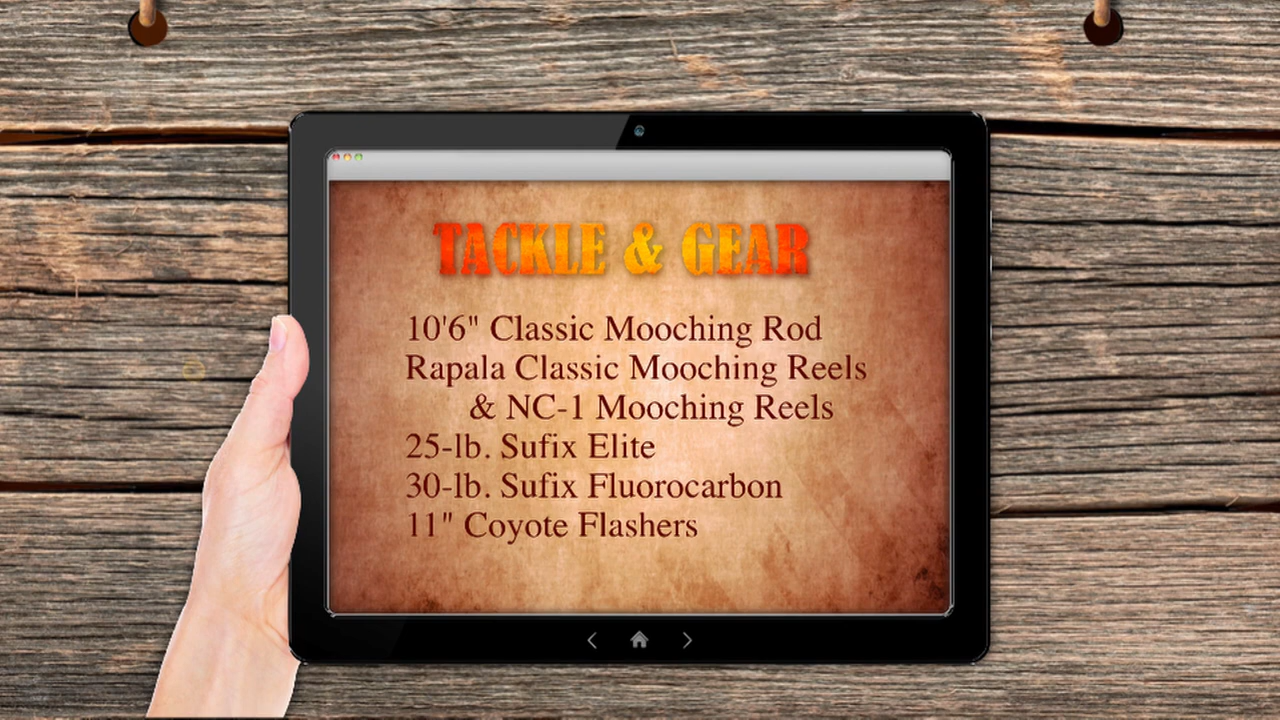 TACKLE & GEAR
10'6" Classic Mooching Rod
Rapala Classic Mooching Reels
& NC-1 Mooching Reels
25-lb. Sufix Elite
30-lb. Sufix Fluorocarbon
11" Coyote Flashers